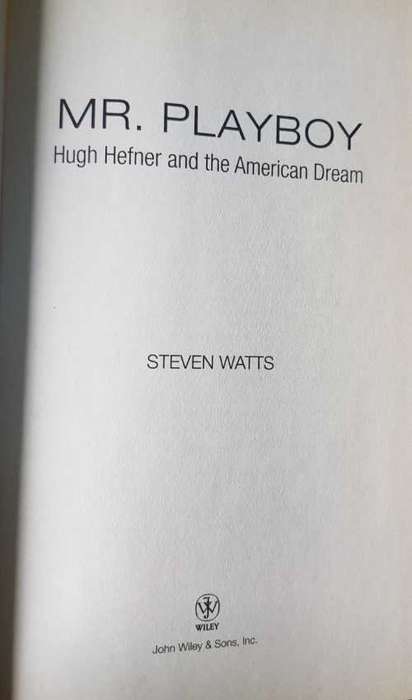 MR. PLAYBOY
Hugh Hefner and the American Dream
STEVEN WATTS
WILEY
John Wiley & Sons, Inc.